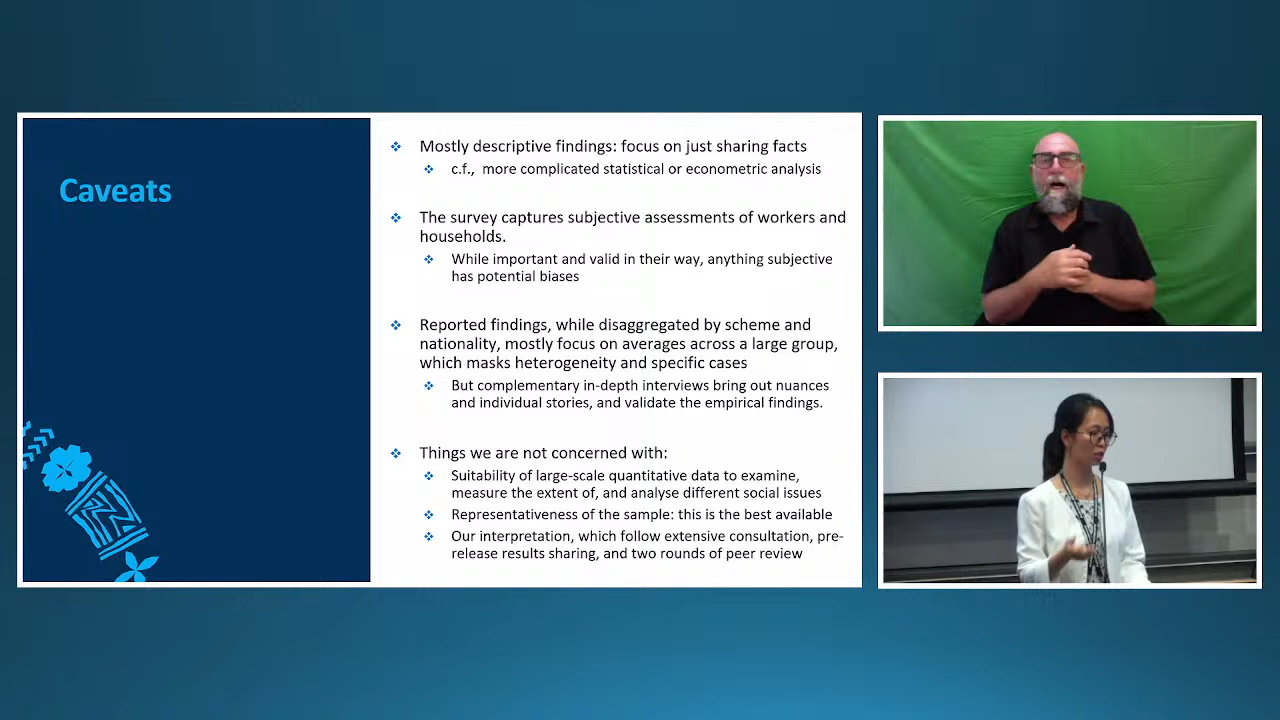 Caveats
Mostly descriptive findings: focus on just sharing facts
c.f., more complicated statistical or econometric analysis
The survey captures subjective assessments of workers and
households.
While important and valid in their way, anything subjective
has potential biases
Reported findings, while disaggregated by scheme and
nationality, mostly focus on averages across a large group,
which masks heterogeneity and specific cases
But complementary in-depth interviews bring out nuances
and individual stories, and validate the empirical findings.
Things we are not concerned with:
Suitability of large-scale quantitative data to examine,
measure the extent of, and analyse different social issues
Representativeness of the sample: this is the best available
Our interpretation, which follow extensive consultation, pre-
release results sharing, and two rounds of peer review